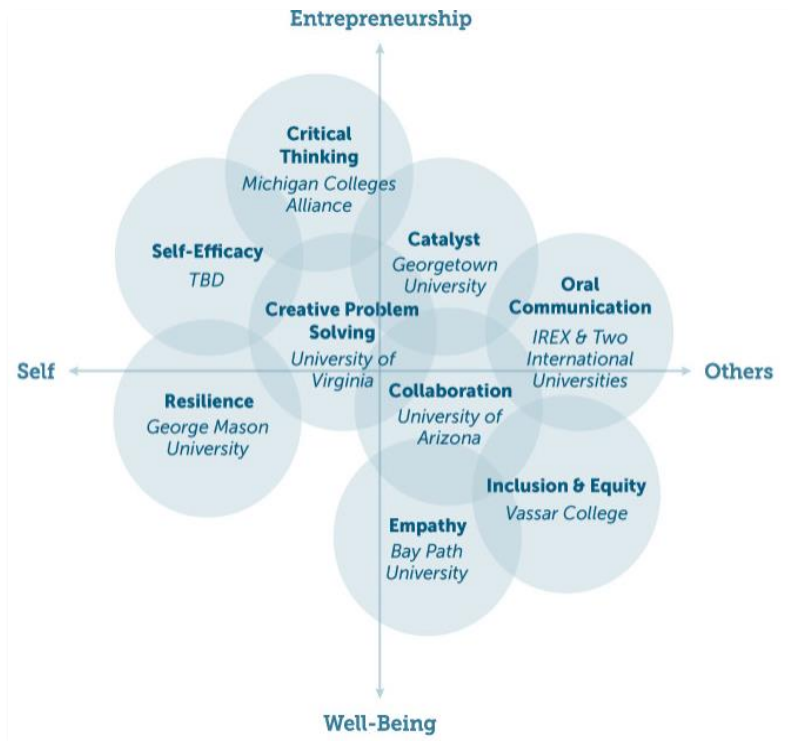 Entrepreneurship
Critical
Thinking
Michigan Colleges
Alliance
Self-Efficacy
TBD
Catalyst
Georgetown
University
Oral
Communication
IREX & Two
International
Universities
Creative Problem
Solving
University of
Virginia
Self
Others
Resilience
George Mason
University
Collaboration
University of
Arizona
Inclusion & Equity
Vassar College
Empathy
Bay Path
University
Well-Being